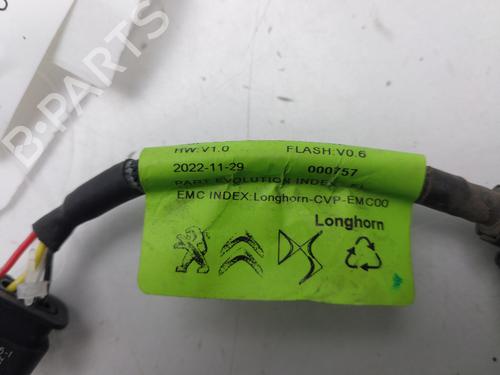 HW:V1.0 FLASH:V0.6
2022-11-29 000757
PART EVOLUTION INDEX:
EMC INDEX:Longhorn-CVP-EMC00
Longhorn
DS
B-PARTS